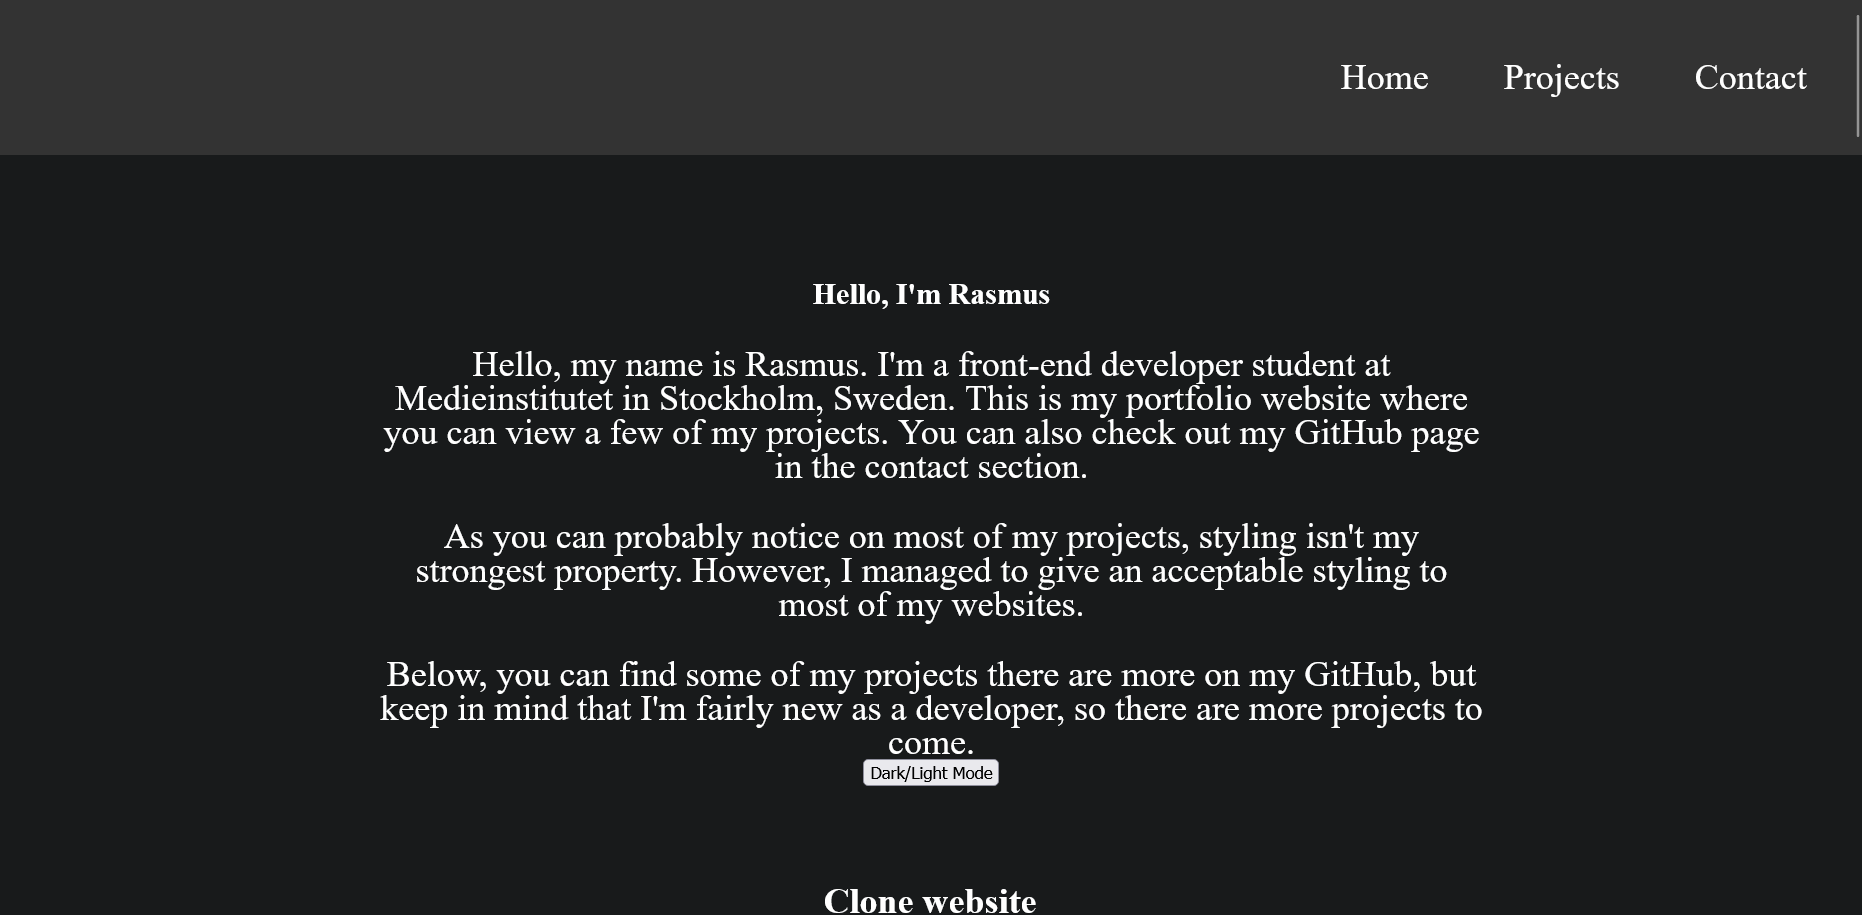 Home Projects Contact
Hello, I'm Rasmus
Hello, my name is Rasmus. I'm a front-end developer student at
Medieinstitutet in Stockholm, Sweden. This is my portfolio website where
you can view a few of my projects. You can also check out my GitHub page
in the contact section.
As you can probably notice on most of my projects, styling isn't my
strongest property. However, I managed to give an acceptable styling to
most of my websites.
Below, you can find some of my projects there are more on my GitHub, but
keep in mind that I'm fairly new as a developer, so there are more projects to
come.
Dark/Light Mode
Clone website